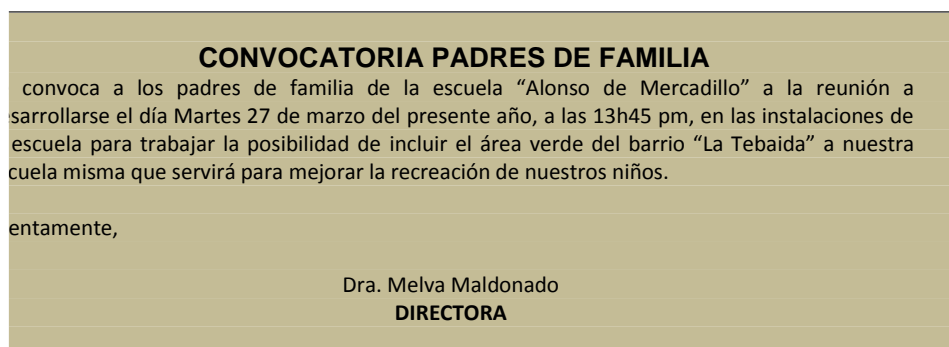 CONVOCATORIA PADRES DE FAMILIA
convoca a los padres de familia de la escuela “Alonso de Mercadillo” a la reunión a
sarrollarse el día Martes 27 de marzo del presente año, a las 13h45 pm, en las instalaciones de
escuela para trabajar la posibilidad de incluir el área verde del barrio “La Tebaida” a nuestra
cuela misma que servirá para mejorar la recreación de nuestros niños.
entamente,
Dra. Melva Maldonado
DIRECTORA